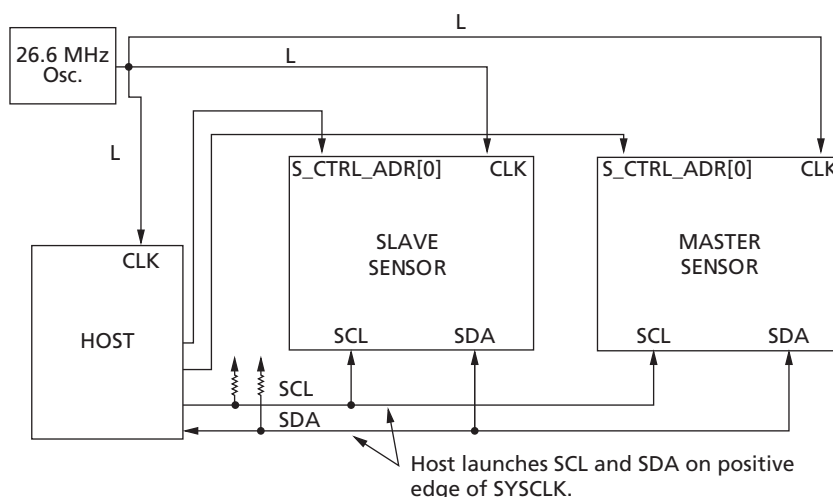 L
26.6 MHz
Osc.
L
L
S_CTRL_ADR[0] CLK
S_CTRL_ADR[0] CLK
SLAVE
SENSOR
MASTER
SENSOR
CLK
HOST
SCL SDA
SCL SDA
SCL
SDA
Host launches SCL and SDA on positive
edge of SYSCLK.